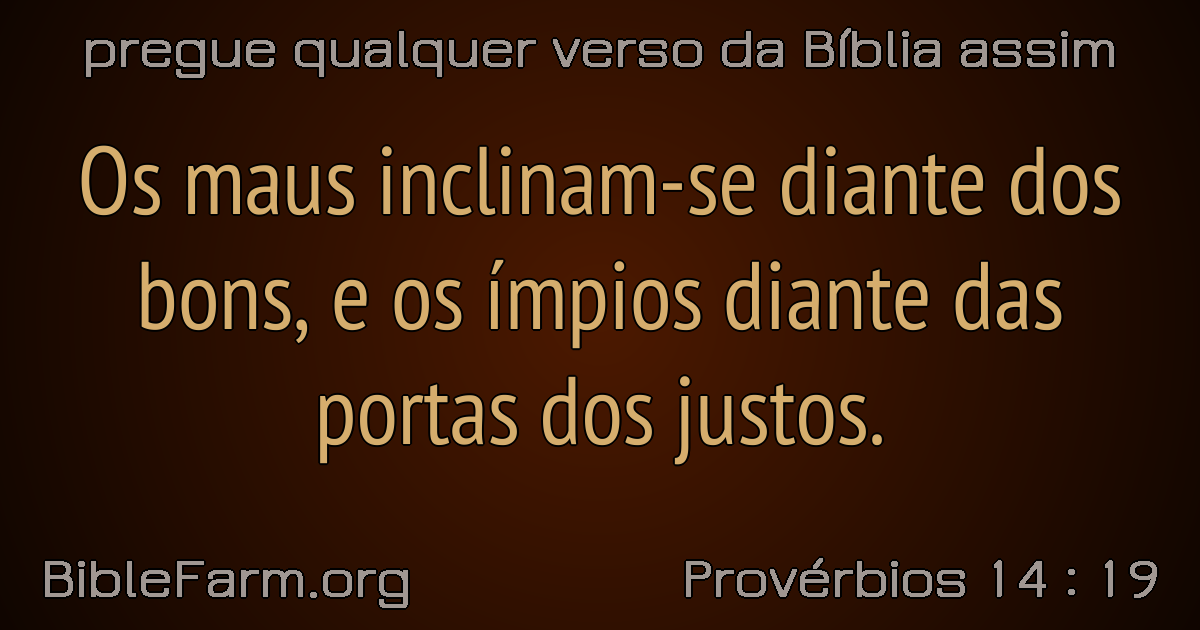 pregue qualquer verso da Bíblia assim
Os maus inclinam-se diante dos
bons, e os ímpios diante das
portas dos justos.
BibleFarm.org
Provérbios 14 : 19